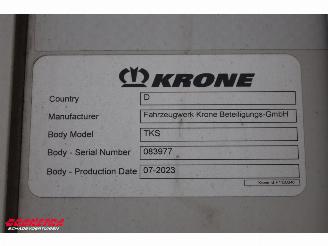 KRONE
Country D
Manufacturer Fahrzeugwerk Krone Beteiligungs-GmbH
Body Model TKS
Body - Serial Number 083977
Body - Production Date 07-2023
SCHADEVOERTUIGEN